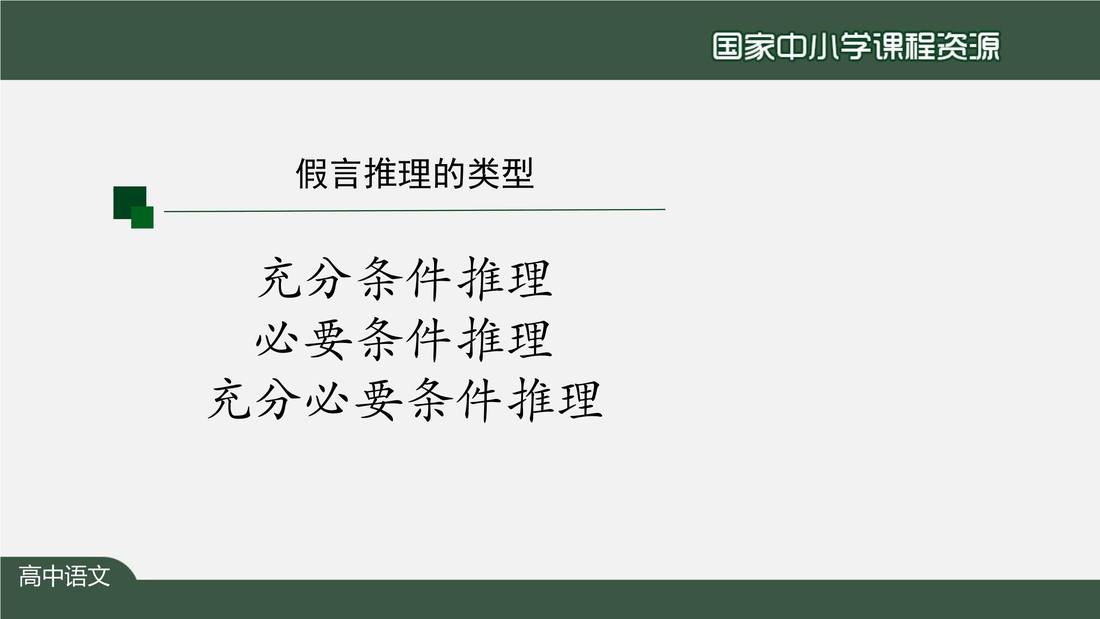 国家中小学课程资源
假言推理的类型
充分条件推理
必要条件推理
充分必要条件推理
高中语文